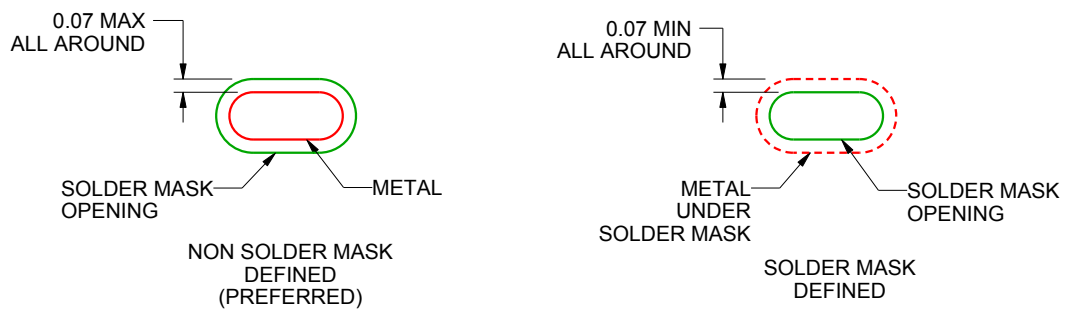 0.07 MAX
ALL AROUND
SOLDER MASK
OPENING
METAL
NON SOLDER MASK
DEFINED
(PREFERRED)
0.07 MIN
ALL AROUND
METAL
UNDER
SOLDER MASK
SOLDER MASK
OPENING
SOLDER MASK
DEFINED